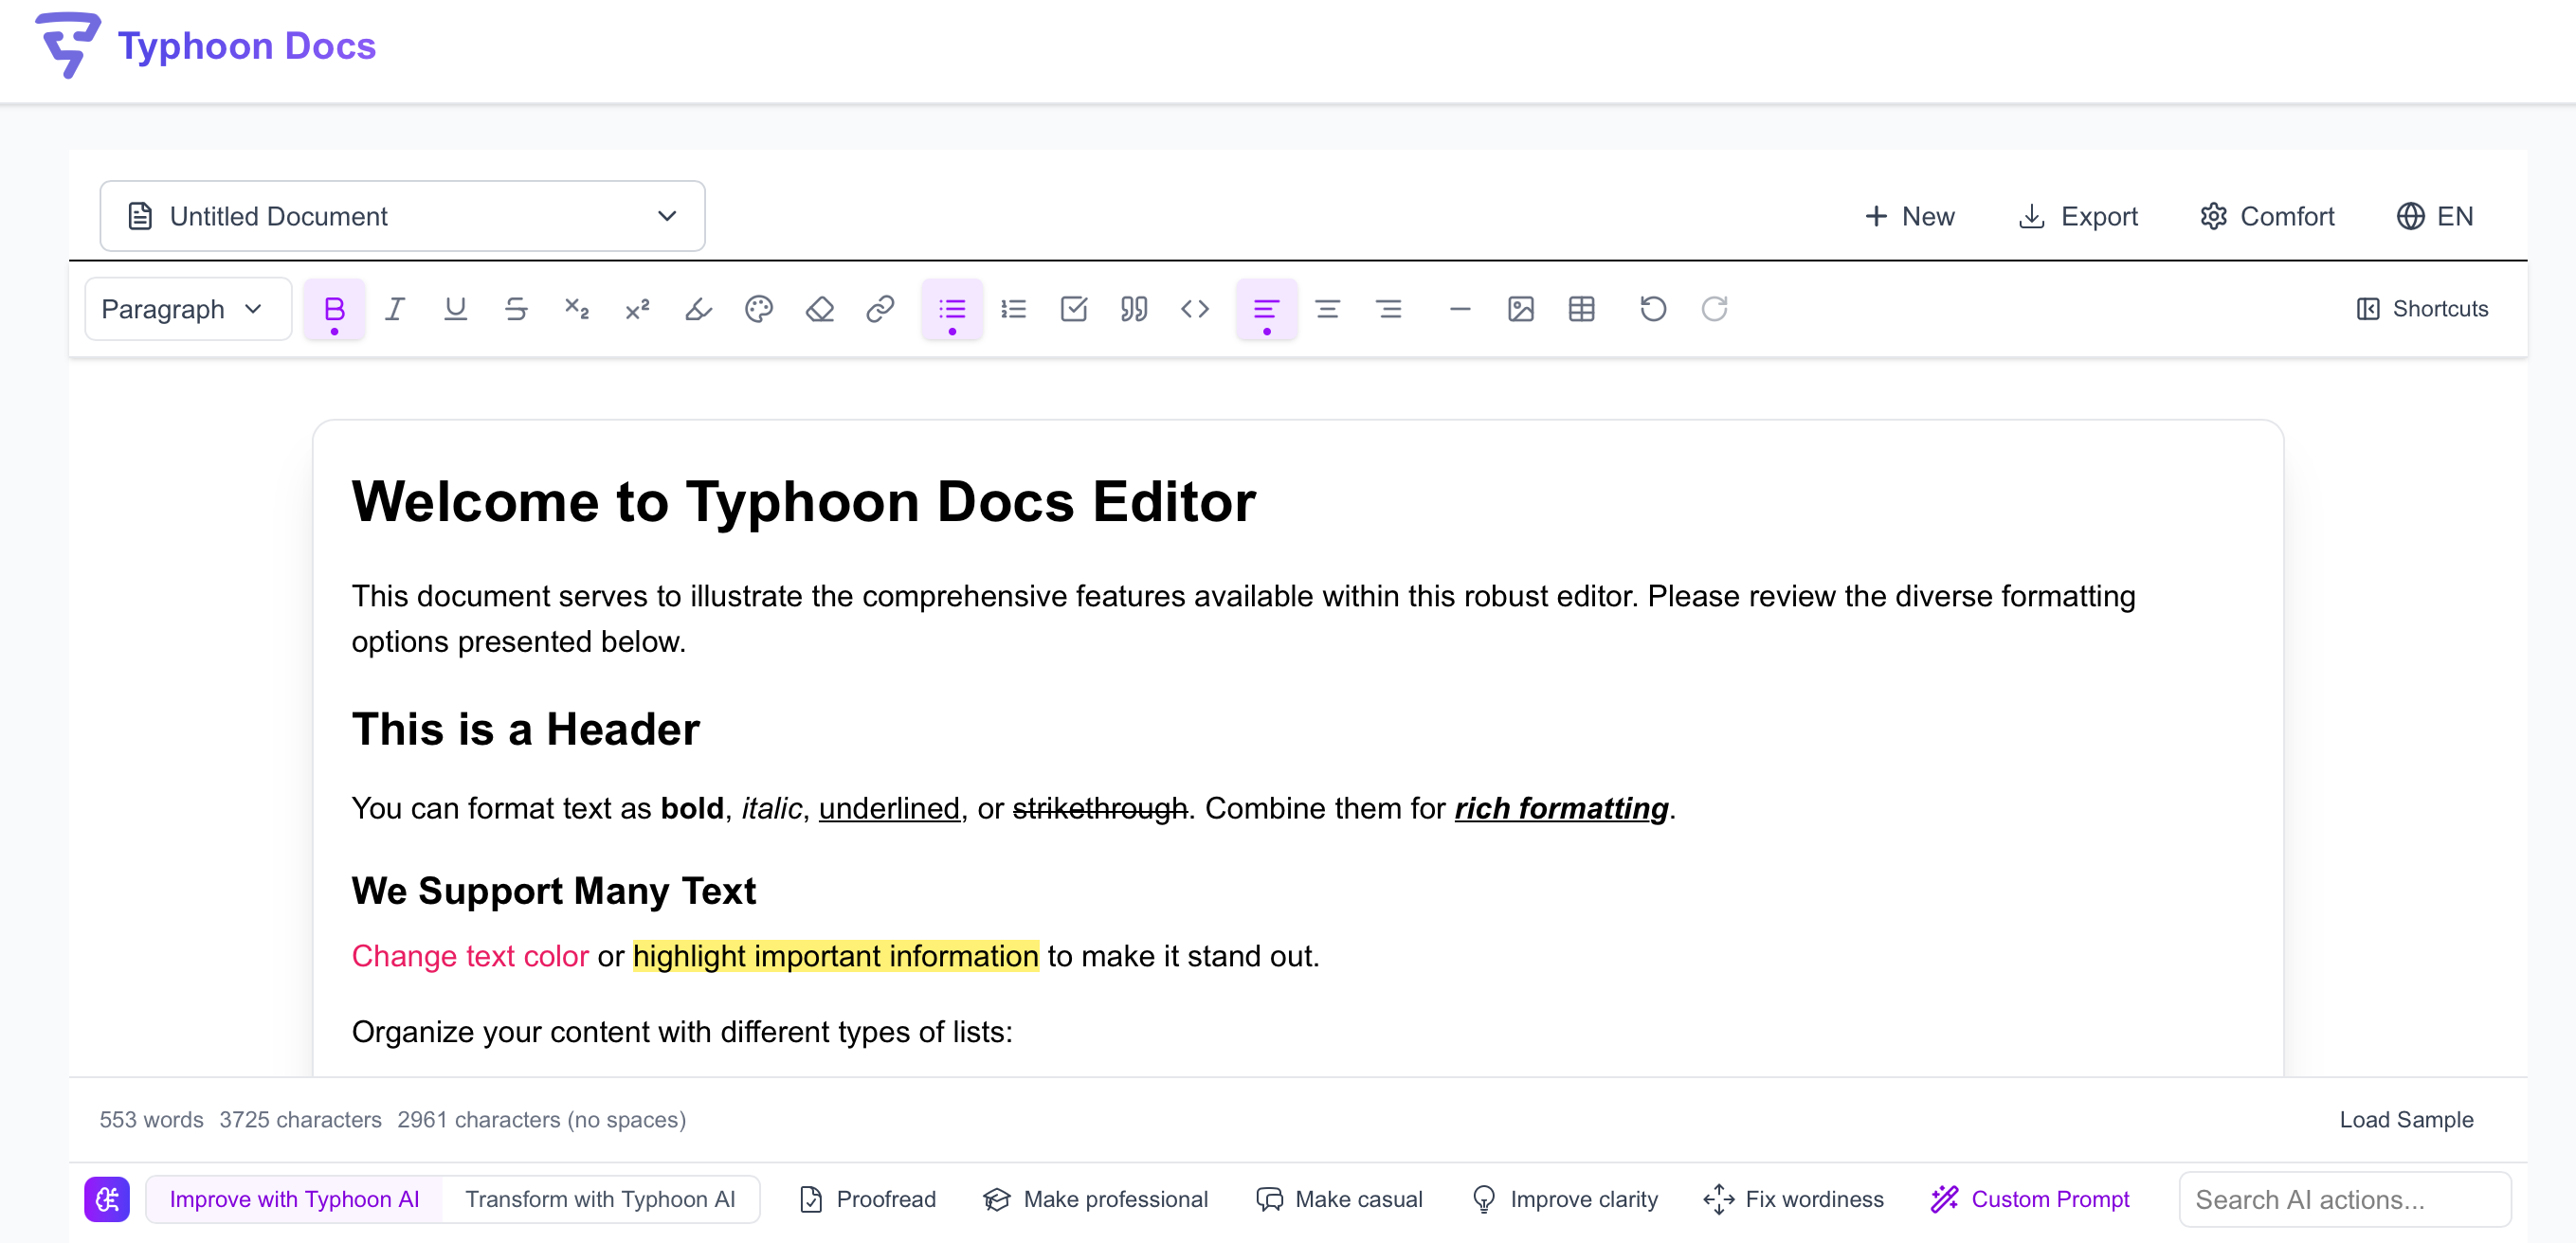 Typhoon Docs
Untitled Document
New Export Comfort EN
Paragraph
Shortcuts
Welcome to Typhoon Docs Editor
This document serves to illustrate the comprehensive features available within this robust editor. Please review the diverse formatting
options presented below.
This is a Header
You can format text as bold, italic, underlined, or strikethrough. Combine them for rich formatting.
We Support Many Text
Change text color or highlight important information to make it stand out.
Organize your content with different types of lists:
553 words 3725 characters 2961 characters (no spaces)
Load Sample
Improve with Typhoon AI Transform with Typhoon AI Proofread Make professional Make casual Improve clarity Fix wordiness Custom Prompt Search AI actions...